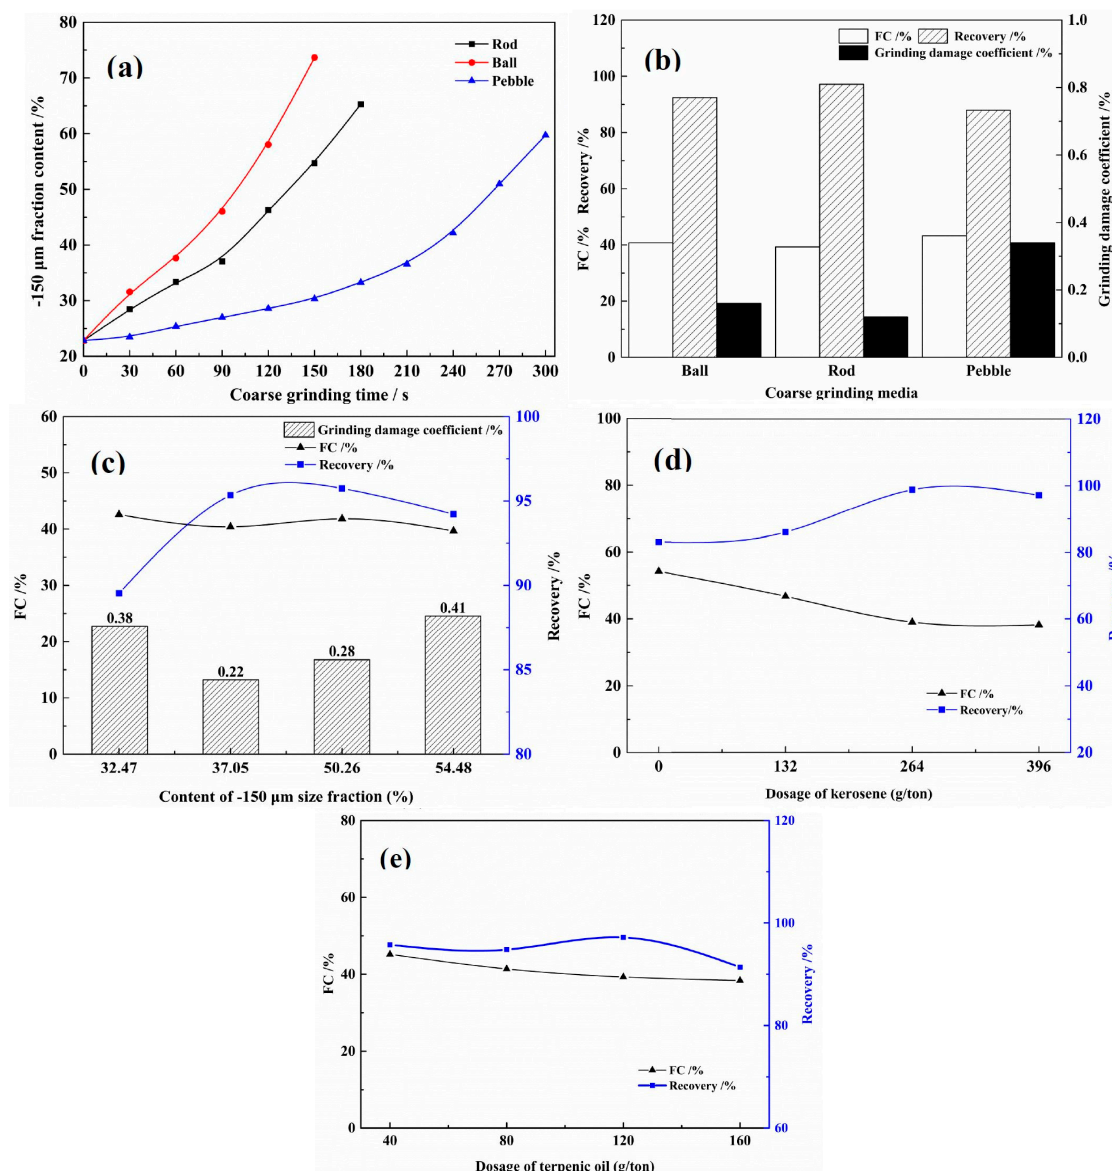 (a)
Rod
Ball
Pebble
80
70
60
50
40
30
20
-150 μm fraction content /%
0 30 60 90 120 150 180 210 240 270 300
Coarse grinding time / s
(b)
FC /% Recovery /%
Grinding damage coefficient /%
120
100
80
60
40
20
0
FC /% Recovery /%
1.0
0.8
0.6
0.4
0.2
0.0
Grinding damage coefficient /%
Ball Rod Pebble
Coarse grinding media
(c)
Grinding damage coefficient /%
FC /%
Recovery /%
60
50
40
30
20
10
0
FC /%
0.38
0.22
0.28
0.41
100
95
90
85
80
Recovery /%
32.47 37.05 50.26 54.48
Content of -150 μm size fraction (%)
(d)
100
80
60
40
20
0
FC /%
120
100
80
60
40
20
/%
FC /%
Recovery/%
0 132 264 396
Dosage of kerosene (g/ton)
(e)
80
60
40
20
0
FC /%
120
100
80
60
Recovery /%
FC /%
Recovery /%
40 80 120 160
Dosage of terpenic oil (g/ton)